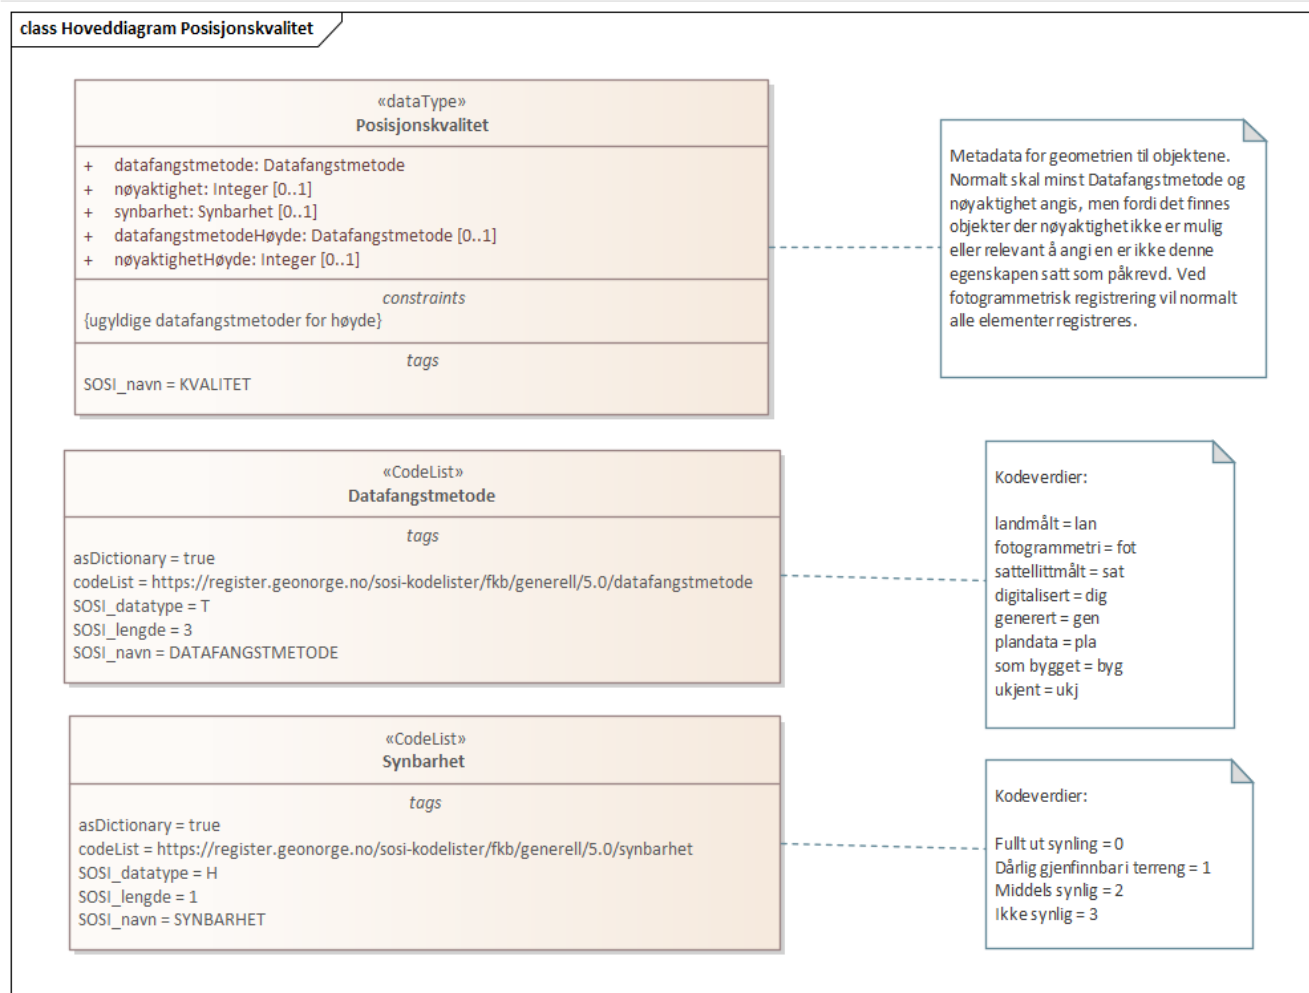 class Hoveddiagram Posisjonskvalitet
«dataType»
Posisjonskvalitet
+ datafangstmetode: Datafangstmetode
+ nøyaktighet: Integer [0..1]
+ synbarhet: Synbarhet [0..1]
+ datafangstmetodeHøyde: Datafangstmetode [0..1]
+ nøyaktighetHøyde: Integer [0..1]
constraints
{ugyldige datafangstmetoder for høyde}
tags
SOSI_navn = KVALITET
Metadata for geometrien til objektene.
Normalt skal minst Datafangstmetode og
nøyaktighet angis, men fordi det finnes
objekter der nøyaktighet ikke er mulig
eller relevant å angi en er ikke denne
egenskapen satt som påkrevd. Ved
fotogrammetrisk registrering vil normalt
alle elementer registreres.
«CodeList»
Datafangstmetode
tags
asDictionary = true
codeList = https://register.geonorge.no/sosi-kodelister/fkb/generell/5.0/datafangstmetode
SOSI_datatype = T
SOSI_lengde = 3
SOSI_navn = DATAFANGSTMETODE
Kodeverdier:
landmålt = lan
fotogrammetri = fot
sattellittmålt = sat
digitalisert = dig
generert = gen
plandata = pla
som bygget = byg
ukjent = ukj
«CodeList»
Synbarhet
tags
asDictionary = true
codeList = https://register.geonorge.no/sosi-kodelister/fkb/generell/5.0/synbarhet
SOSI_datatype = H
SOSI_lengde = 1
SOSI_navn = SYNBARHET
Kodeverdier:
Fullt ut synling = 0
Dårlig gjenfinnbar i terreng = 1
Middels synlig = 2
Ikke synlig = 3